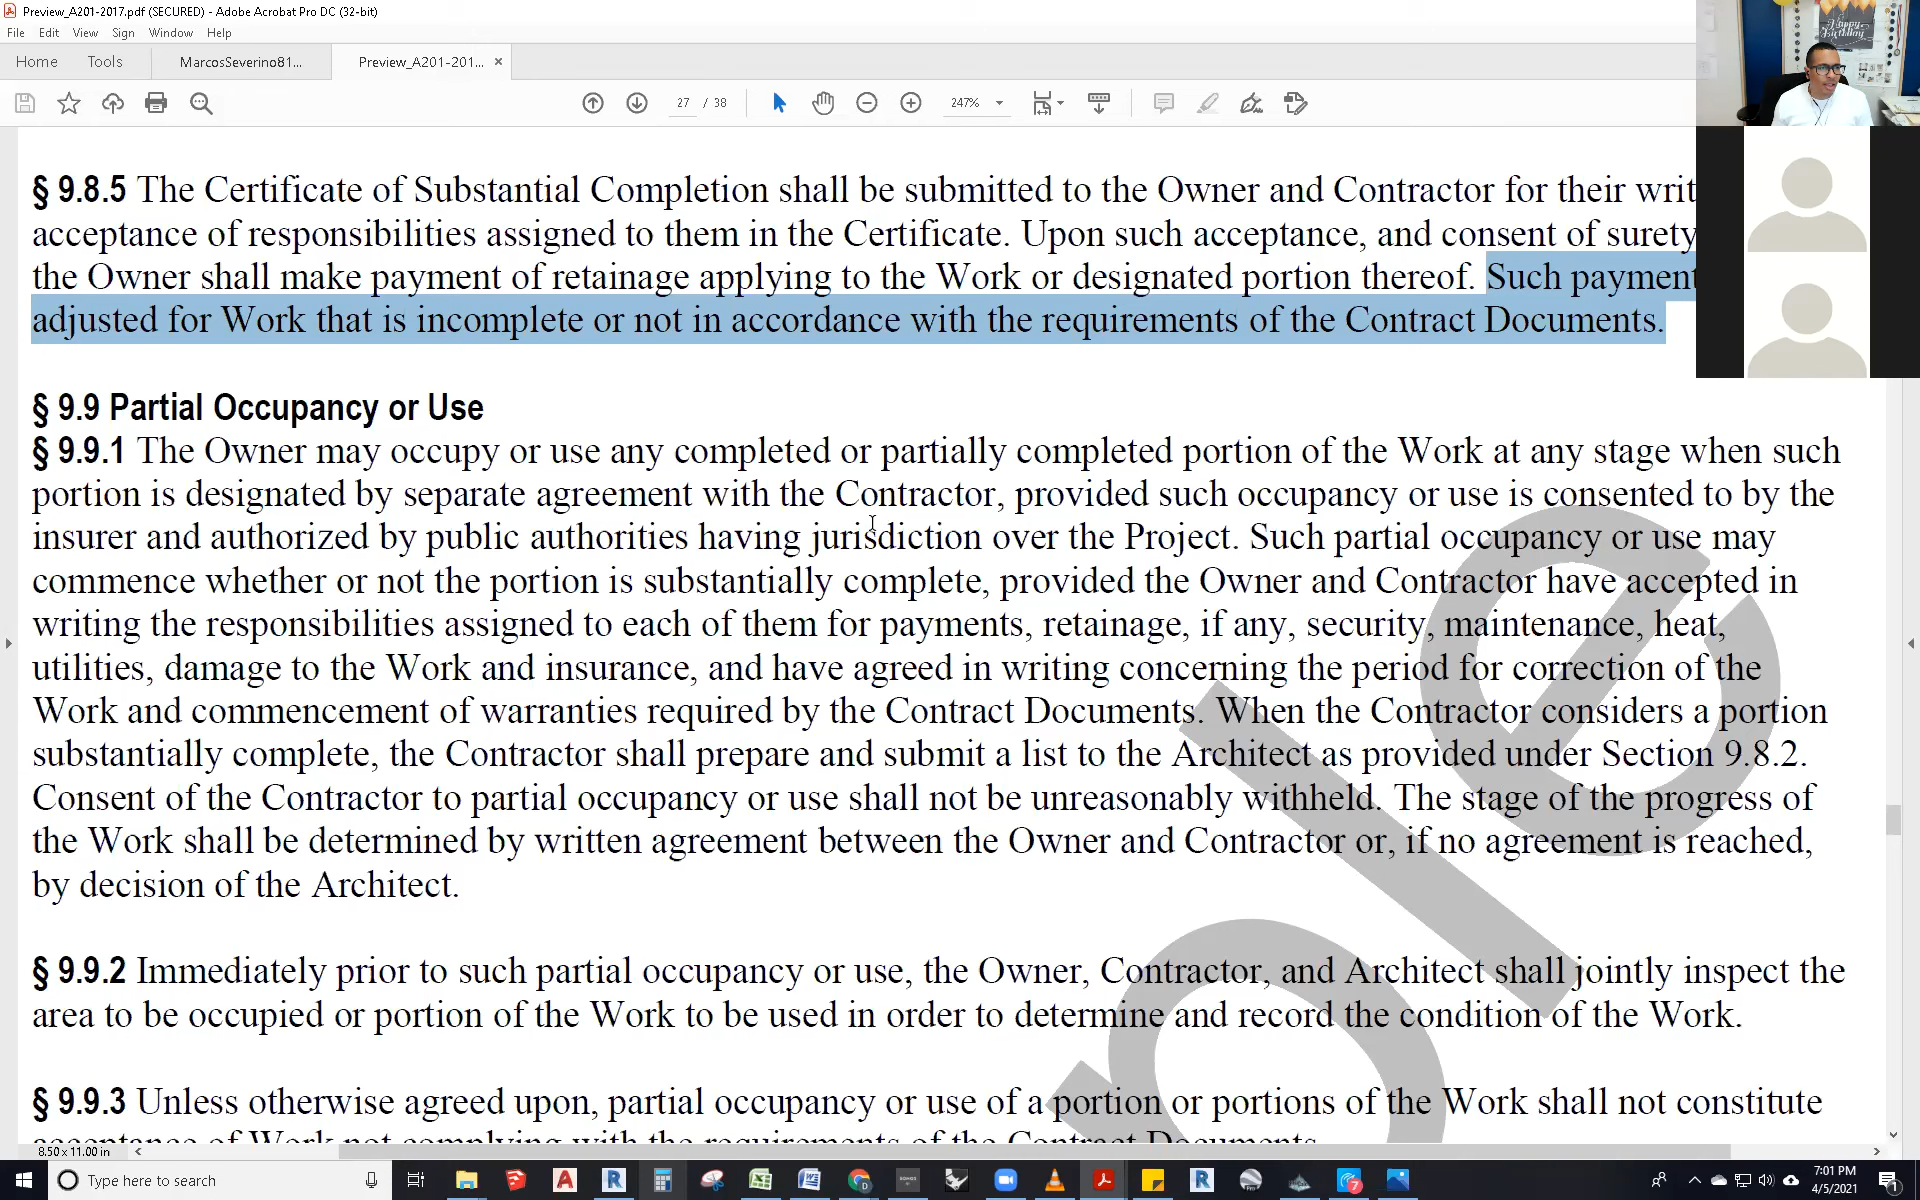 Preview_A201-2017.pdf (SECURED) - Adobe Acrobat Pro DC (32-bit)
File Edit View Sign Window Help
Home Tools MarcosSeverino81... Preview_A201-201... ×
27 / 38 247%
Happy Birthday
§ 9.8.5 The Certificate of Substantial Completion shall be submitted to the Owner and Contractor for their writ
acceptance of responsibilities assigned to them in the Certificate. Upon such acceptance, and consent of surety
the Owner shall make payment of retainage applying to the Work or designated portion thereof. Such payment
adjusted for Work that is incomplete or not in accordance with the requirements of the Contract Documents.
§ 9.9 Partial Occupancy or Use
§ 9.9.1 The Owner may occupy or use any completed or partially completed portion of the Work at any stage when such
portion is designated by separate agreement with the Contractor, provided such occupancy or use is consented to by the
insurer and authorized by public authorities having jurisdiction over the Project. Such partial occupancy or use may
commence whether or not the portion is substantially complete, provided the Owner and Contractor have accepted in
writing the responsibilities assigned to each of them for payments, retainage, if any, security, maintenance, heat,
utilities, damage to the Work and insurance, and have agreed in writing concerning the period for correction of the
Work and commencement of warranties required by the Contract Documents. When the Contractor considers a portion
substantially complete, the Contractor shall prepare and submit a list to the Architect as provided under Section 9.8.2.
Consent of the Contractor to partial occupancy or use shall not be unreasonably withheld. The stage of the progress of
the Work shall be determined by written agreement between the Owner and Contractor or, if no agreement is reached,
by decision of the Architect.
§ 9.9.2 Immediately prior to such partial occupancy or use, the Owner, Contractor, and Architect shall jointly inspect the
area to be occupied or portion of the Work to be used in order to determine and record the condition of the Work.
§ 9.9.3 Unless otherwise agreed upon, partial occupancy or use of a portion or portions of the Work shall not constitute
acceptance of Work not complying with the requirements of the Contract Documents.
ple
8.50 x 11.00 in
Type here to search
7:01 PM
4/5/2021